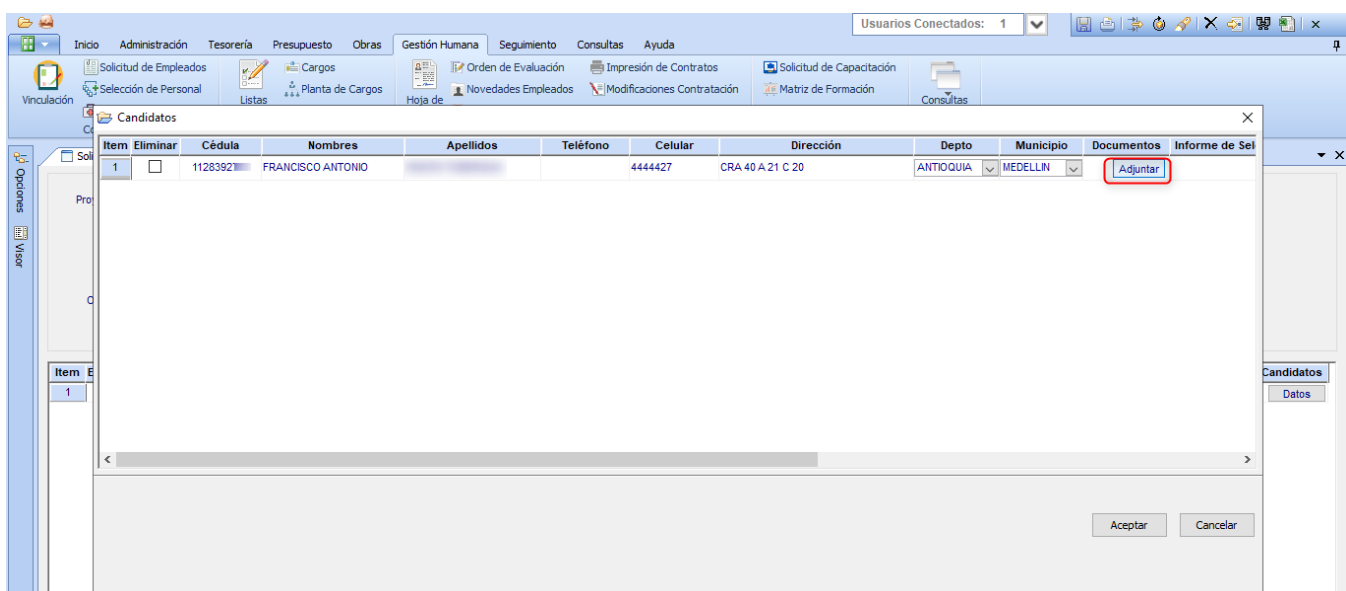 Usuarios Conectados: 1
Inicio Administración Tesorería Presupuesto Obras Gestión Humana Seguimiento Consultas Ayuda
Solicitud de Empleados Cargos Orden de Evaluación Impresión de Contratos Solicitud de Capacitación
Vinculación Selección de Personal Listas Planta de Cargos Hoja de Novedades Empleados Modificaciones Contratación Matriz de Formación Consultas
Candidatos
Item Eliminar Cédula Nombres Apellidos Teléfono Celular Dirección Depto Municipio Documentos Informe de Sel
1 1128392 FRANCISCO ANTONIO 4444427 CRA 40 A 21 C 20 ANTIOQUIA MEDELLIN Adjuntar
Opciones
Visor
Item Candidatos
1 Datos
Aceptar Cancelar